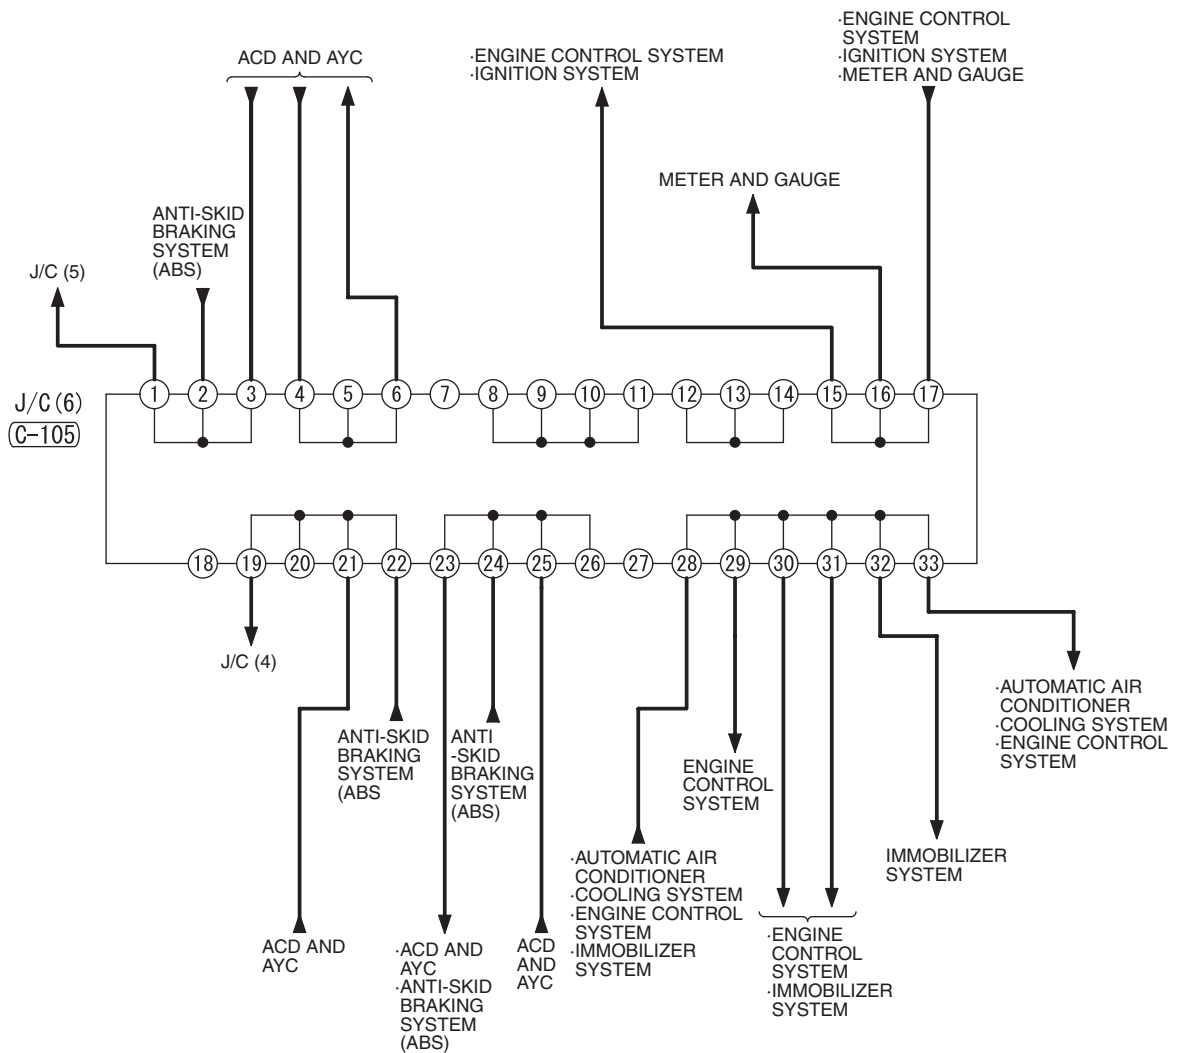 ·ENGINE CONTROL
SYSTEM
·IGNITION SYSTEM
·METER AND GAUGE
ACD AND AYC
·ENGINE CONTROL SYSTEM
·IGNITION SYSTEM
METER AND GAUGE
ANTI-SKID
BRAKING
SYSTEM
(ABS)
J/C (5)
J/C (6)
C-105
1 2 3 4 5 6 7 8 9 10 11 12 13 14 15 16 17
18 19 20 21 22 23 24 25 26 27 28 29 30 31 32 33
J/C (4)
ANTI-SKID
BRAKING
SYSTEM
(ABS
ANTI
-SKID
BRAKING
SYSTEM
(ABS)
ENGINE
CONTROL
SYSTEM
·AUTOMATIC AIR
CONDITIONER
·COOLING SYSTEM
·ENGINE CONTROL
SYSTEM
ACD AND
AYC
·ACD AND
AYC
·ANTI-SKID
BRAKING
SYSTEM
(ABS)
ACD
AND
AYC
·AUTOMATIC AIR
CONDITIONER
·COOLING SYSTEM
·ENGINE CONTROL
SYSTEM
·IMMOBILIZER
SYSTEM
·ENGINE
CONTROL
SYSTEM
·IMMOBILIZER
SYSTEM
IMMOBILIZER
SYSTEM